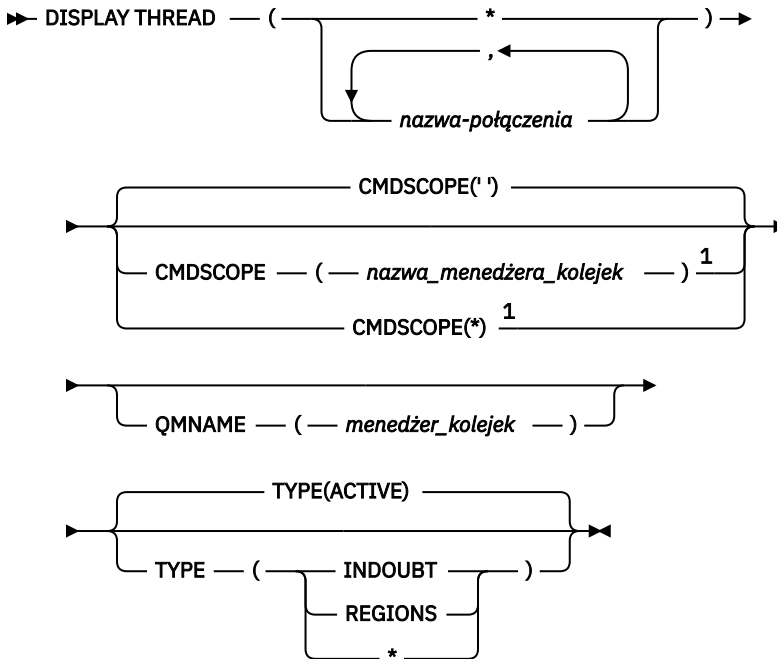 DISPLAY THREAD ( * )
,
nazwa-połączenia
CMDSCOPE(' ')
CMDSCOPE ( nazwa_menedżera_kolejek ) 1
CMDSCOPE(*) 1
QMNAME ( menedżer_kolejek )
TYPE(ACTIVE)
TYPE ( INDOUBT )
REGIONS
*